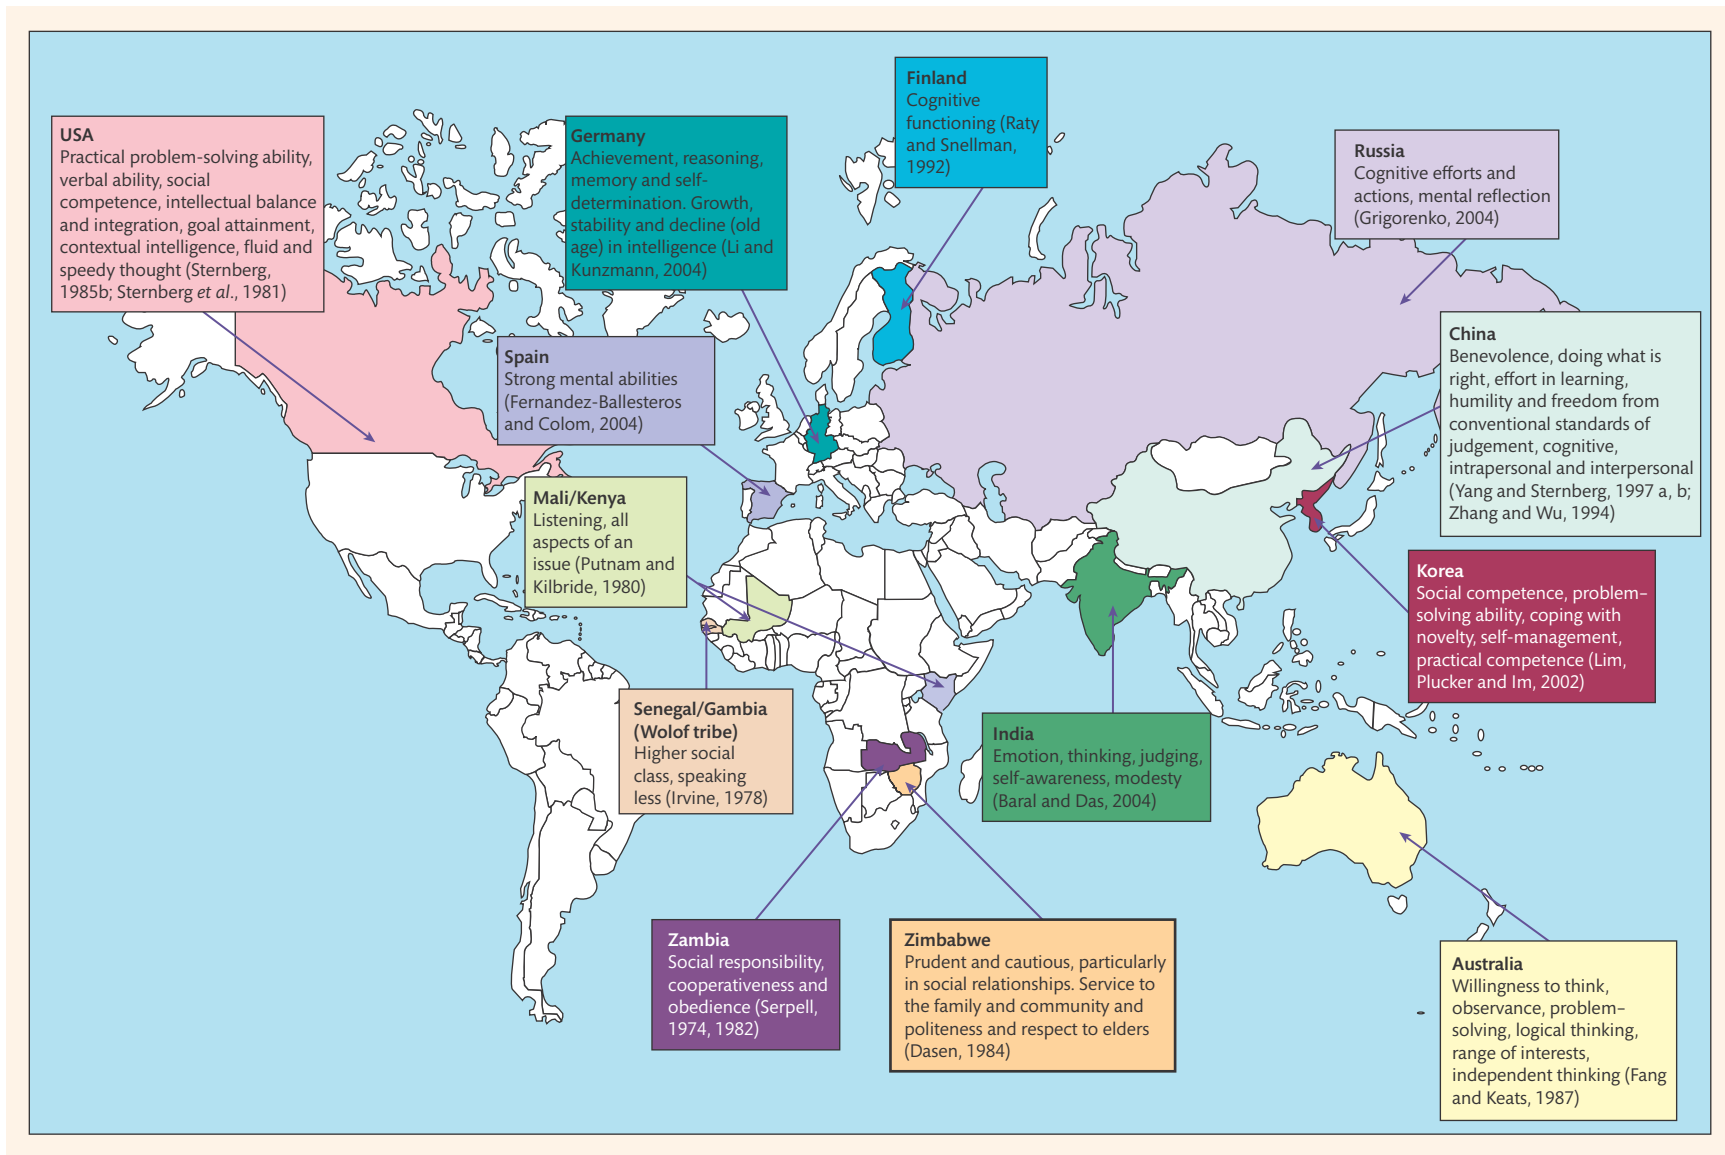 USA
Practical problem-solving ability,
verbal ability, social
competence, intellectual balance
and integration, goal attainment,
contextual intelligence, fluid and
speedy thought (Sternberg,
1985b; Sternberg et al., 1981)
Germany
Achievement, reasoning,
memory and self-
determination. Growth,
stability and decline (old
age) in intelligence (Li and
Kunzmann, 2004)
Finland
Cognitive
functioning (Raty
and Snellman,
1992)
Russia
Cognitive efforts and
actions, mental reflection
(Grigorenko, 2004)
Spain
Strong mental abilities
(Fernandez-Ballesteros
and Colom, 2004)
China
Benevolence, doing what is
right, effort in learning,
humility and freedom from
conventional standards of
judgement, cognitive,
intrapersonal and interpersonal
(Yang and Sternberg, 1997 a, b;
Zhang and Wu, 1994)
Mali/Kenya
Listening, all
aspects of an
issue (Putnam and
Kilbride, 1980)
Korea
Social competence, problem–
solving ability, coping with
novelty, self-management,
practical competence (Lim,
Plucker and Im, 2002)
Senegal/Gambia
(Wolof tribe)
Higher social
class, speaking
less (Irvine, 1978)
India
Emotion, thinking, judging,
self-awareness, modesty
(Baral and Das, 2004)
Zambia
Social responsibility,
cooperativeness and
obedience (Serpell,
1974, 1982)
Zimbabwe
Prudent and cautious, particularly
in social relationships. Service to
the family and community and
politeness and respect to elders
(Dasen, 1984)
Australia
Willingness to think,
observance, problem–
solving, logical thinking,
range of interests,
independent thinking (Fang
and Keats, 1987)